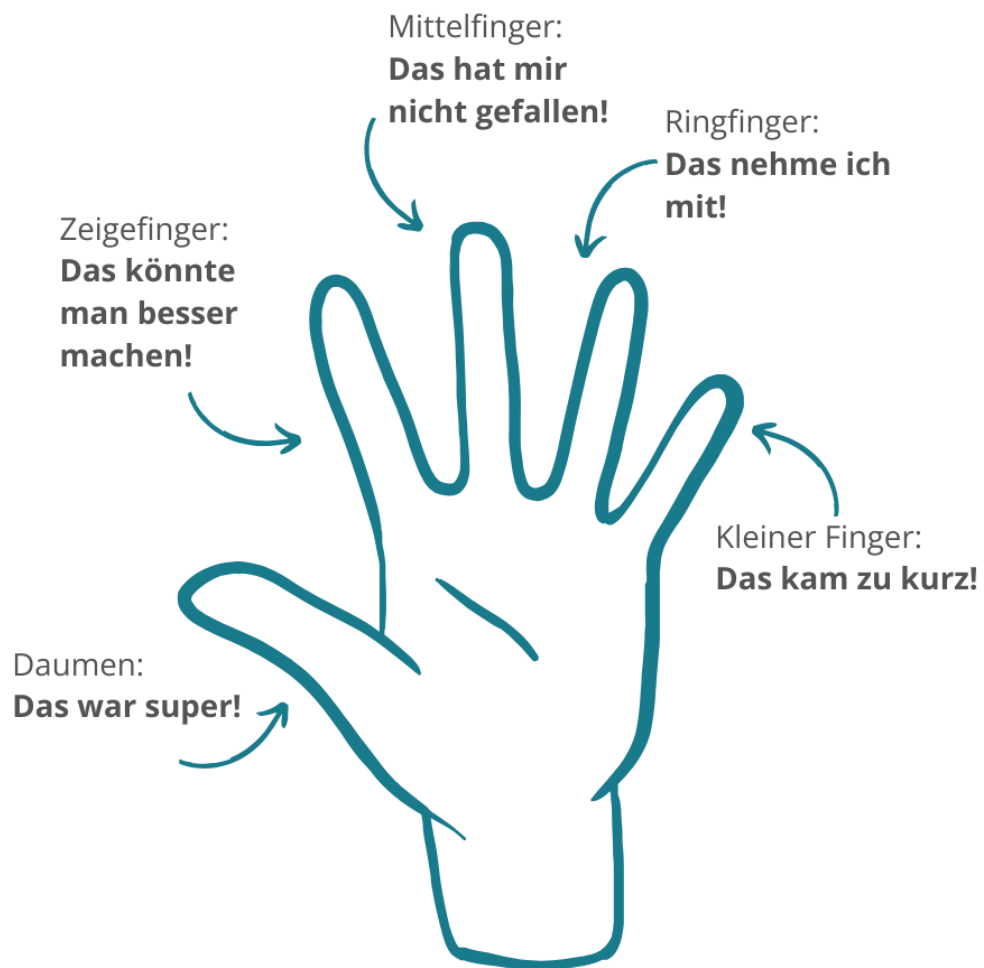 Mittelfinger:
Das hat mir
nicht gefallen!
Ringfinger:
Das nehme ich
mit!
Zeigefinger:
Das könnte
man besser
machen!
Kleiner Finger:
Das kam zu kurz!
Daumen:
Das war super!